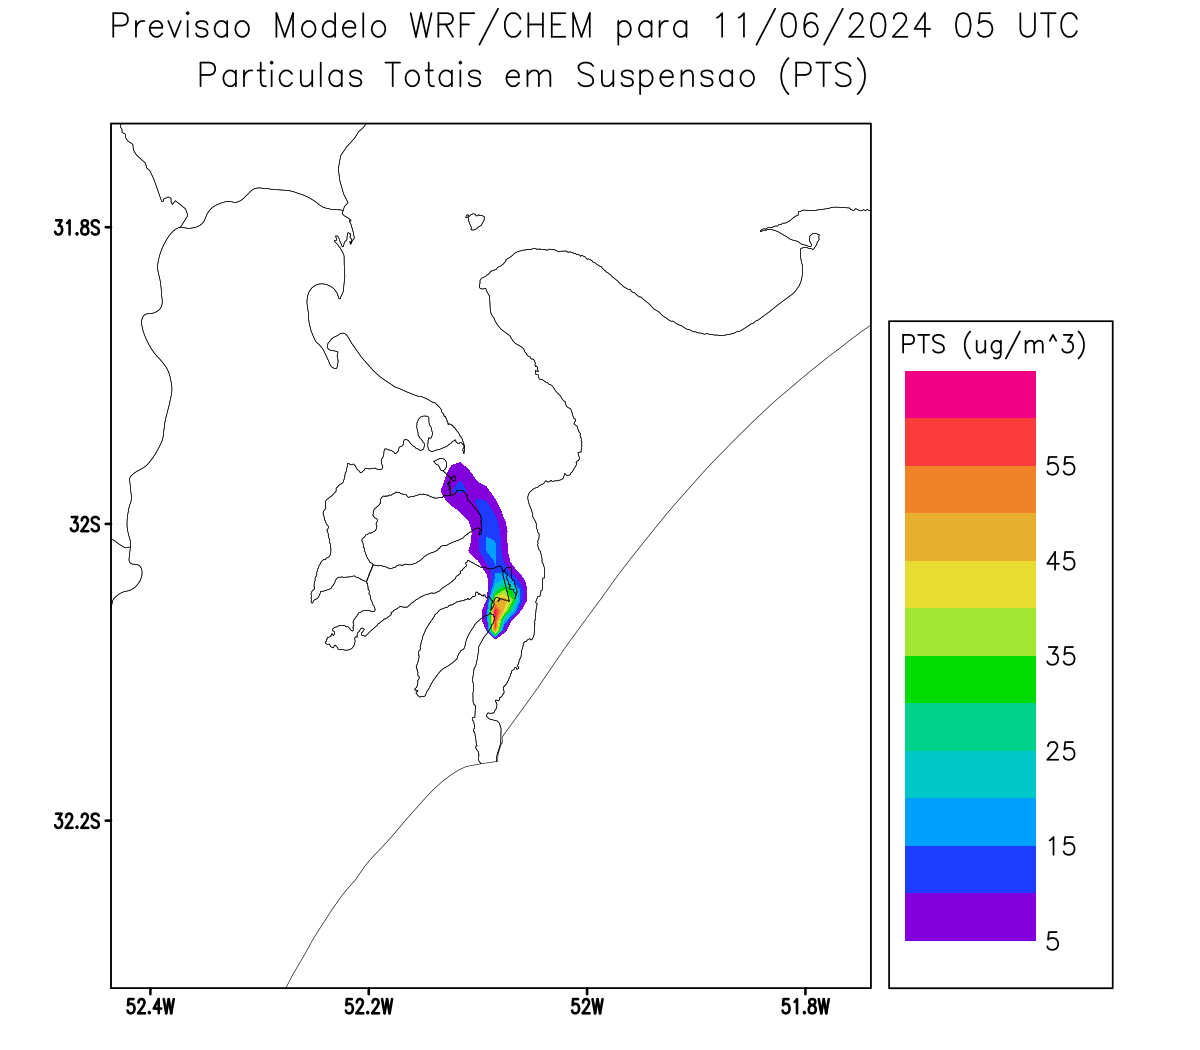 Previsao Modelo WRF/CHEM para 11/06/2024 05 UTC
Particulas Totais em Suspensao (PTS)
31.8S
32S
32.2S
52.4W
52.2W
52W
51.8W
PTS (ug/m^3)
55
45
35
25
15
5